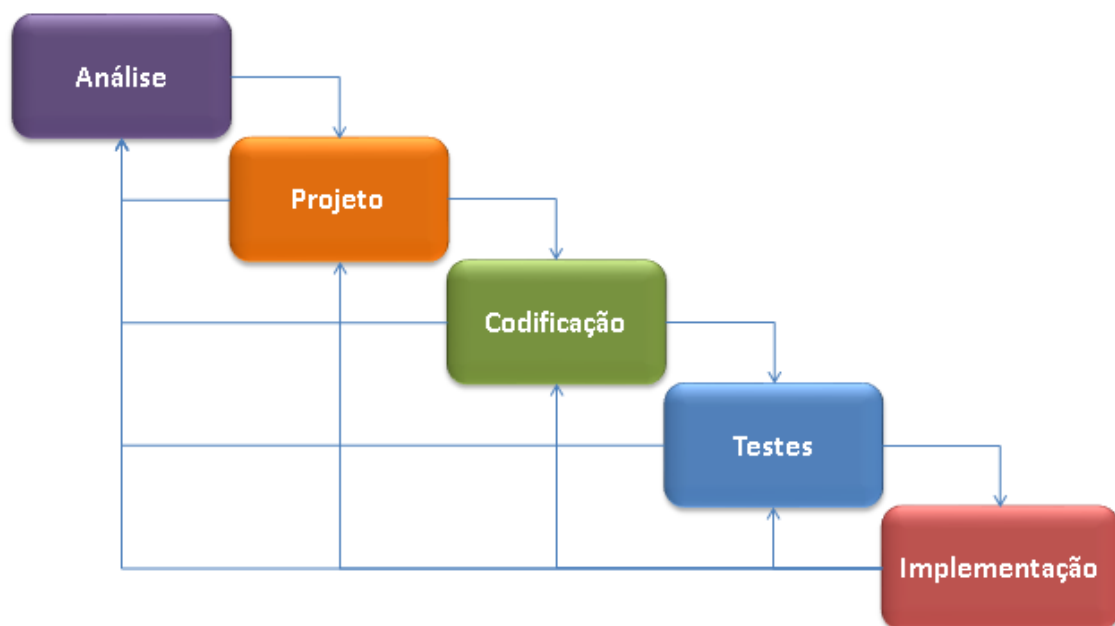 Análise
Projeto
Codificação
Testes
Implementação